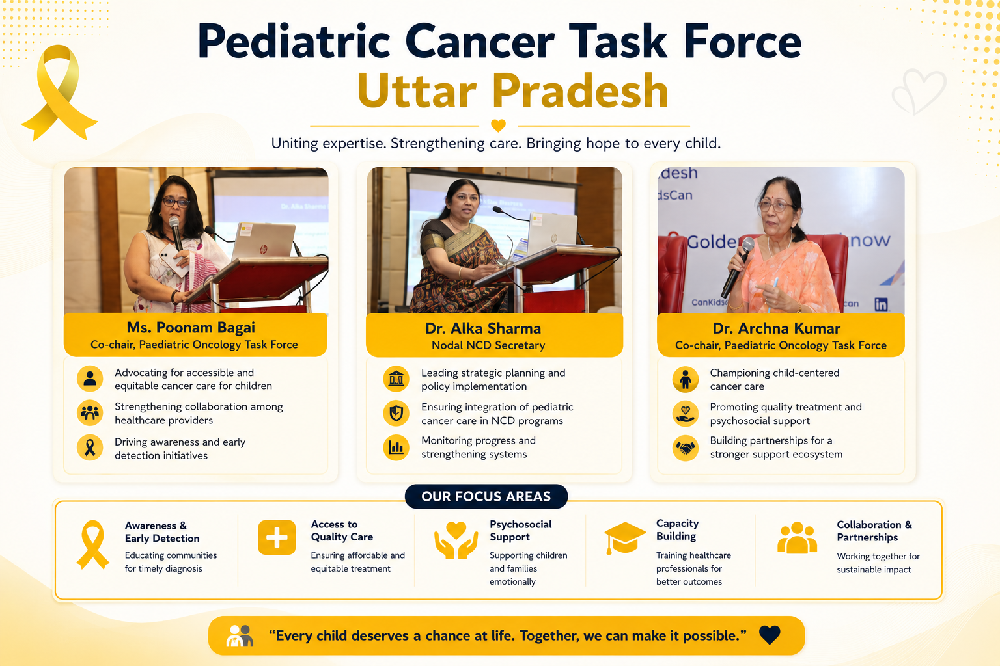 Pediatric Cancer Task Force
Uttar Pradesh
Uniting expertise. Strengthening care. Bringing hope to every child.
Dr. Alka Sharma
hp
Ms. Poonam Bagai
Co-chair, Paediatric Oncology Task Force
Advocating for accessible and
equitable cancer care for children
Strengthening collaboration among
healthcare providers
Driving awareness and early
detection initiatives
hp
Dr. Alka Sharma
Nodal NCD Secretary
Leading strategic planning and
policy implementation
Ensuring integration of pediatric
cancer care in NCD programs
Monitoring progress and
strengthening systems
desh
dsCan
Golde
now
CanKids
can
in
Dr. Archna Kumar
Co-chair, Paediatric Oncology Task Force
Championing child-centered
cancer care
Promoting quality treatment and
psychosocial support
Building partnerships for a
stronger support ecosystem
OUR FOCUS AREAS
Awareness &
Early Detection
Educating communities
for timely diagnosis
Access to
Quality Care
Ensuring affordable and
equitable treatment
Psychosocial
Support
Supporting children
and families
emotionally
Capacity
Building
Training healthcare
professionals for
better outcomes
Collaboration &
Partnerships
Working together for
sustainable impact
“Every child deserves a chance at life. Together, we can make it possible.”